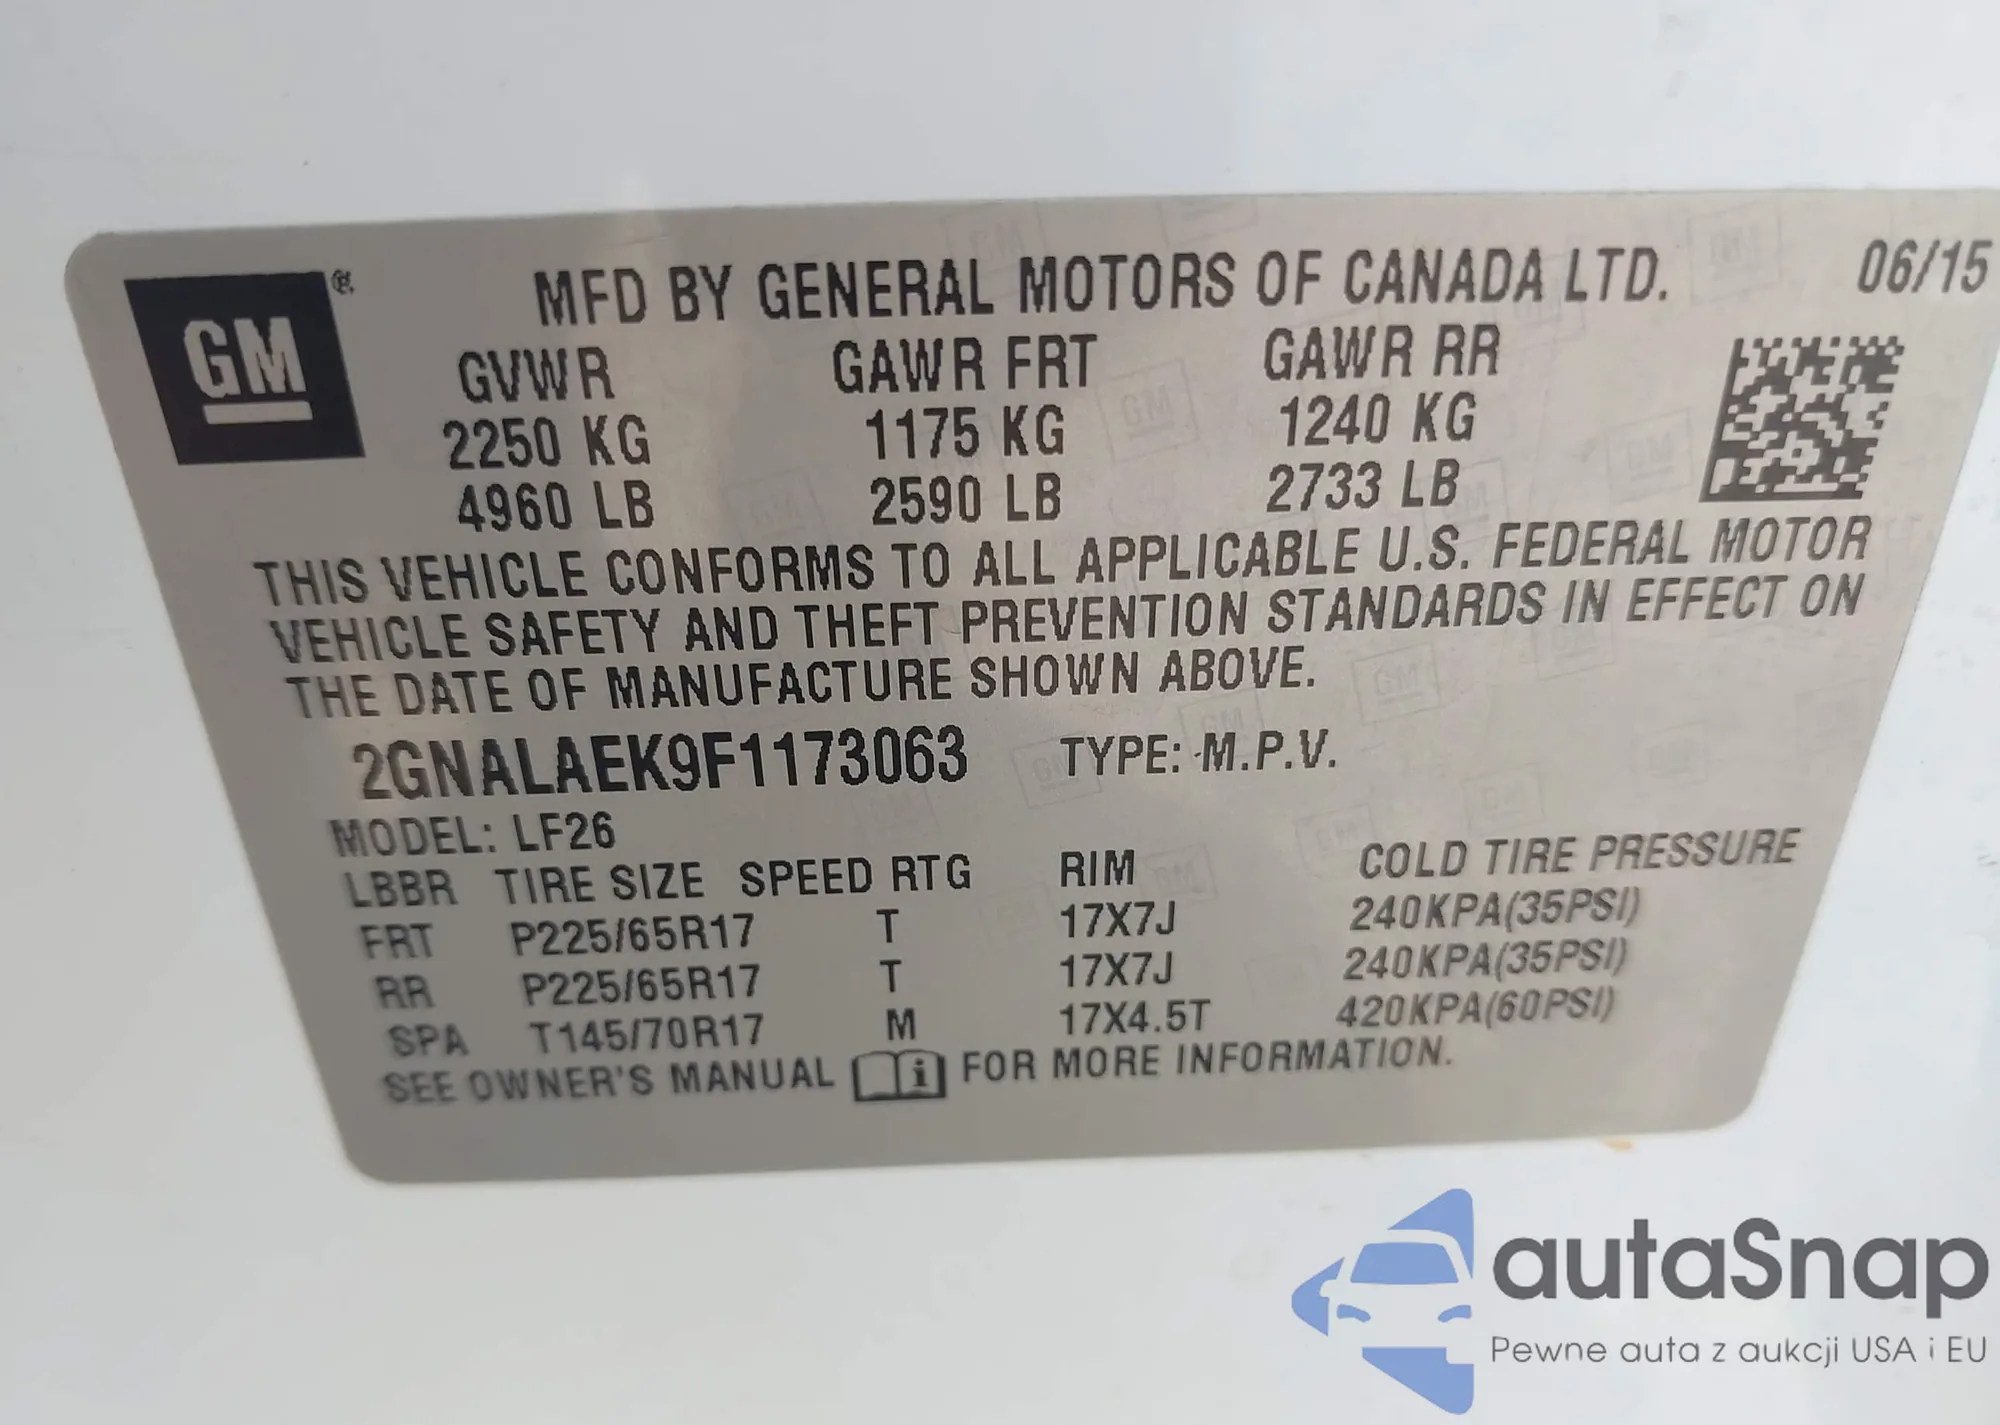 GM ®
MFD BY GENERAL MOTORS OF CANADA LTD. 06/15
GVWR GAWR FRT GAWR RR
2250 KG 1175 KG 1240 KG
4960 LB 2590 LB 2733 LB
THIS VEHICLE CONFORMS TO ALL APPLICABLE U.S. FEDERAL MOTOR
VEHICLE SAFETY AND THEFT PREVENTION STANDARDS IN EFFECT ON
THE DATE OF MANUFACTURE SHOWN ABOVE.
2GNALAEK9F1173063 TYPE: M.P.V.
MODEL: LF26
LBBR TIRE SIZE SPEED RTG RIM COLD TIRE PRESSURE
FRT P225/65R17 T 17X7J 240KPA(35PSI)
RR P225/65R17 T 17X7J 240KPA(35PSI)
SPA T145/70R17 M 17X4.5T 420KPA(60PSI)
SEE OWNER'S MANUAL i FOR MORE INFORMATION.
autaSnap
Pewne auta z aukcji USA i EU